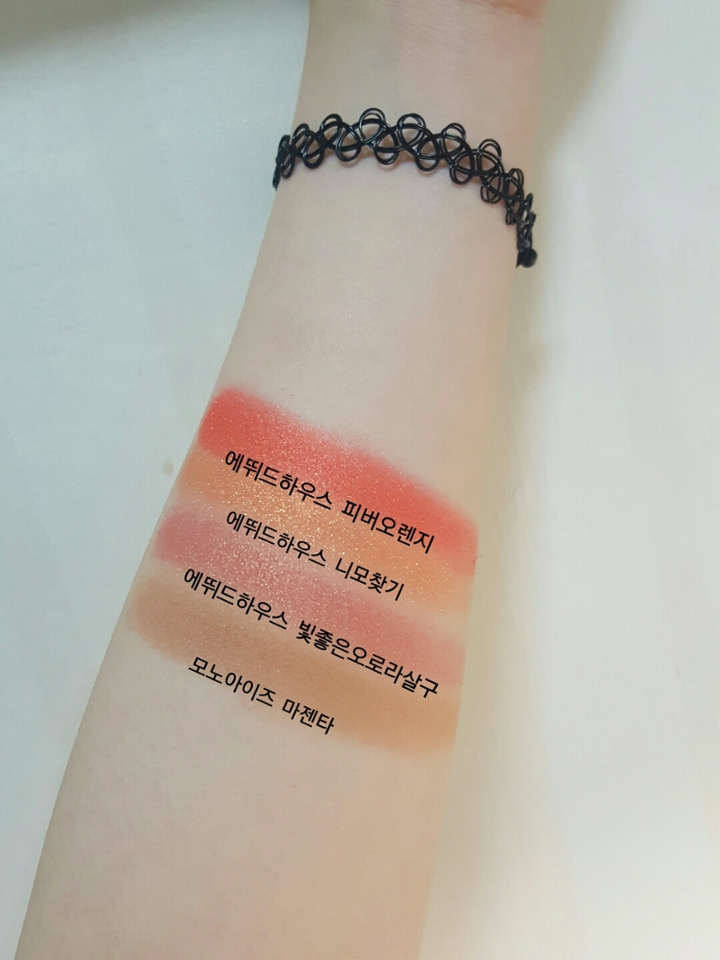 에뛰드하우스 피버오렌지
에뛰드하우스 니모찾기
에뛰드하우스 빛좋은오로라살구
모노아이즈 마젠타